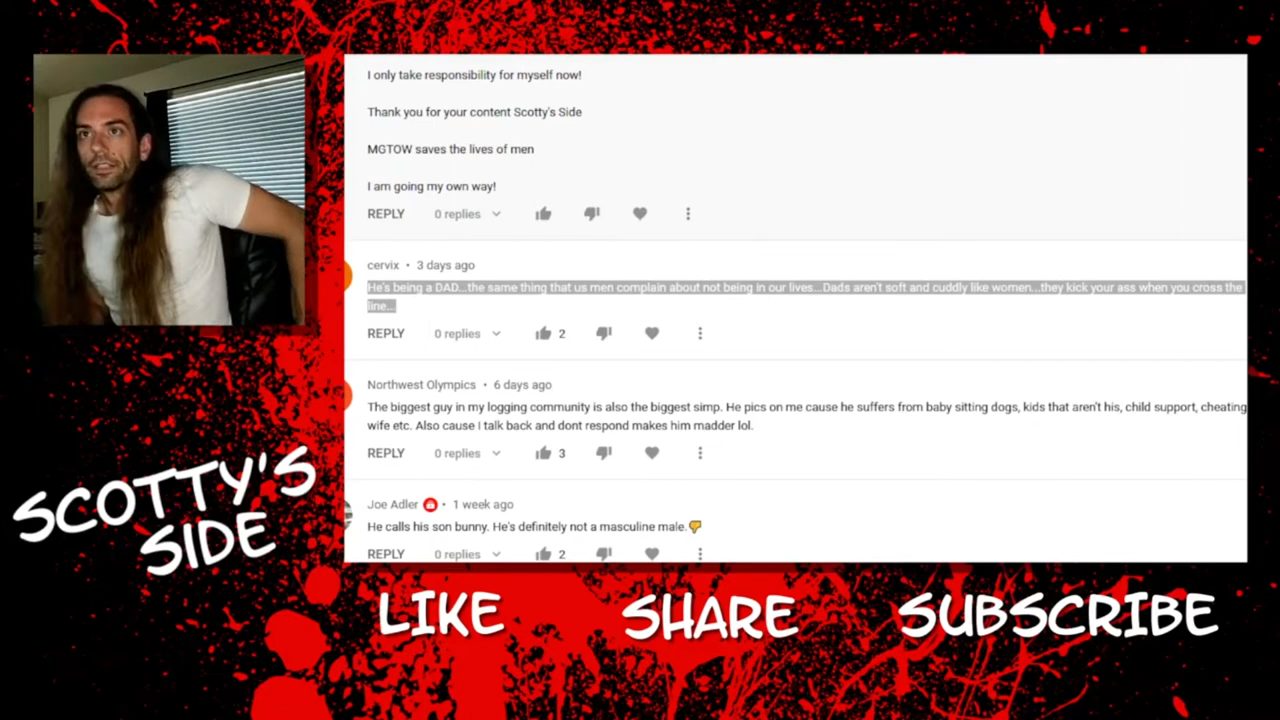 I only take responsibility for myself now!
Thank you for your content Scotty's Side
MGTOW saves the lives of men
I am going my own way!
REPLY 0 replies
cervix • 3 days ago
He's being a DAD...the same thing that us men complain about not being in our lives...Dads aren't soft and cuddly like women...they kick your ass when you cross the
line...
REPLY 0 replies 2
Northwest Olympics • 6 days ago
The biggest guy in my logging community is also the biggest simp. He pics on me cause he suffers from baby sitting dogs, kids that aren't his, child support, cheating
wife etc. Also cause I talk back and dont respond makes him madder lol.
REPLY 0 replies 3
Joe Adler • 1 week ago
He calls his son bunny. He's definitely not a masculine male.
REPLY 0 replies 2
SCOTTY'S
SIDE
LIKE SHARE SUBSCRIBE